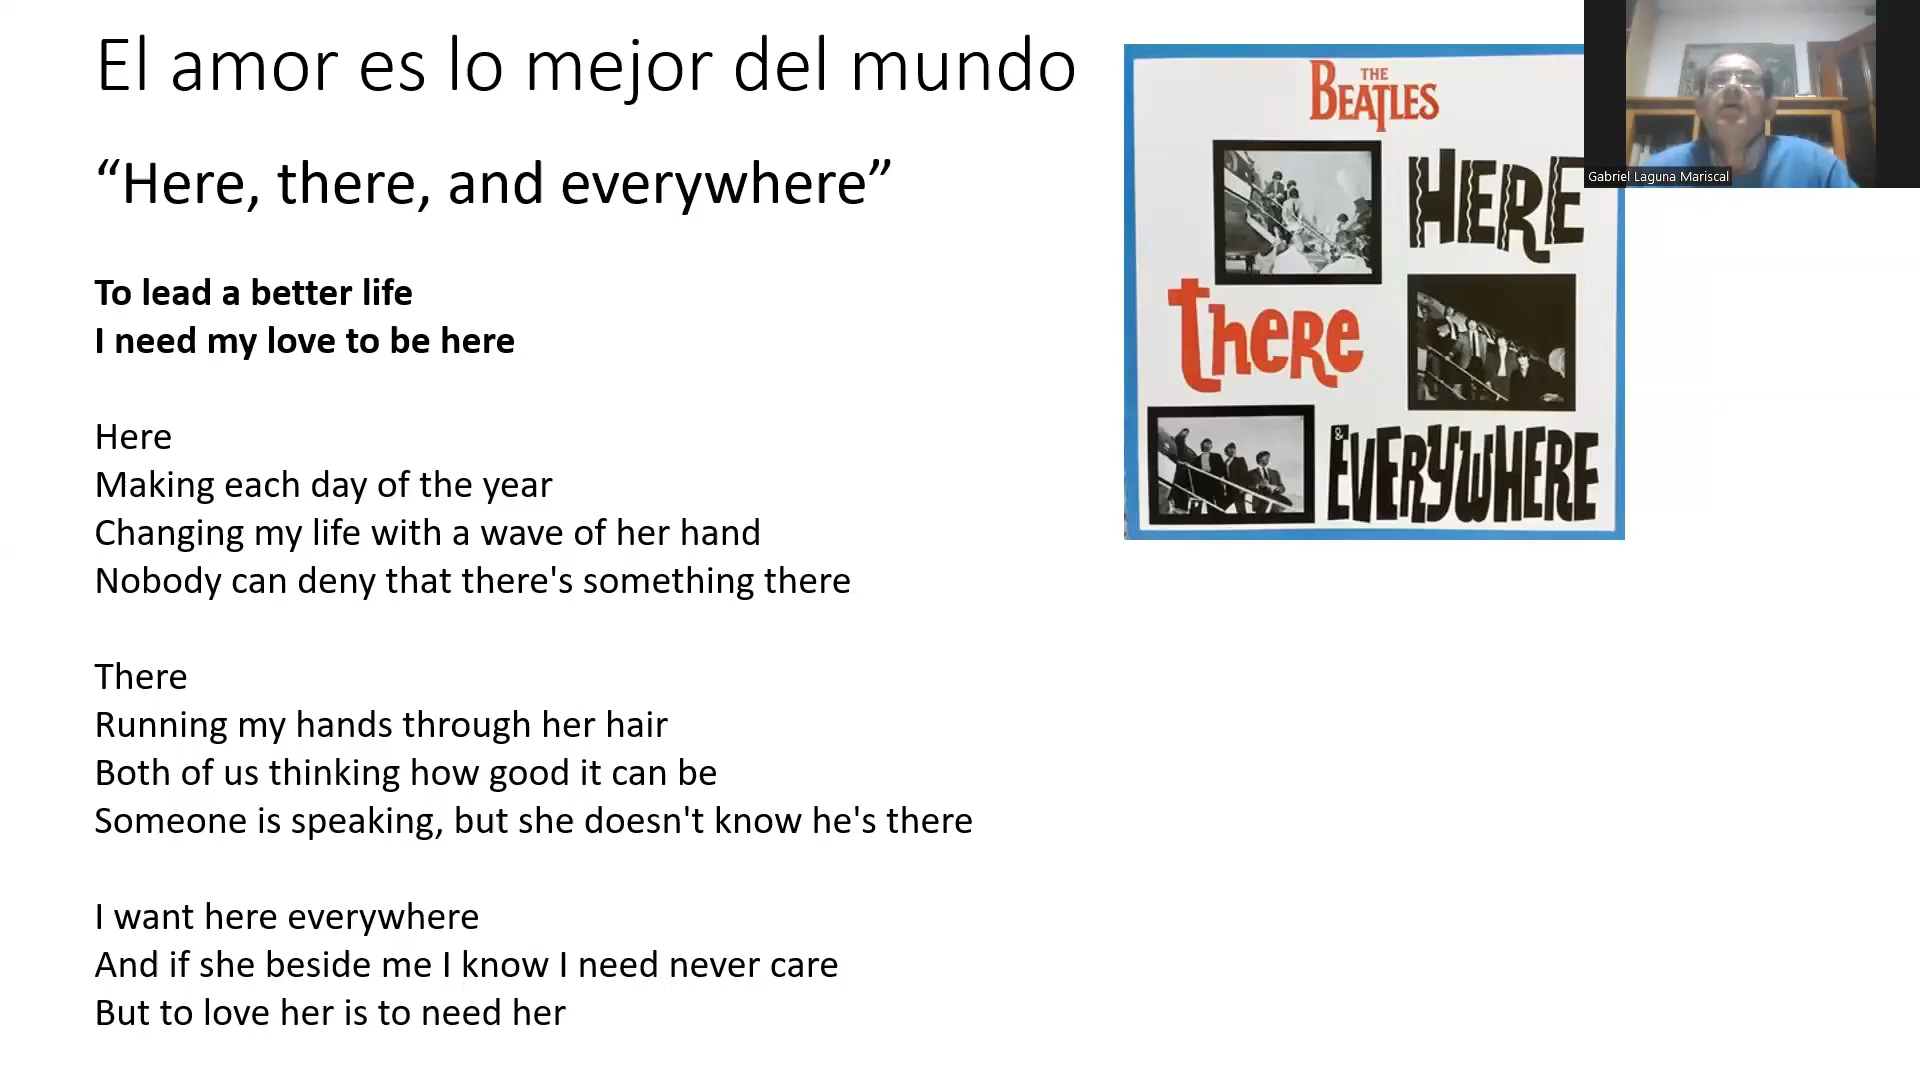 El amor es lo mejor del mundo
“Here, there, and everywhere”
To lead a better life
I need my love to be here
Here
Making each day of the year
Changing my life with a wave of her hand
Nobody can deny that there's something there
There
Running my hands through her hair
Both of us thinking how good it can be
Someone is speaking, but she doesn't know he's there
I want here everywhere
And if she beside me I know I need never care
But to love her is to need her
THE
BEATLES
HERE
there
& EVERYWHERE
Gabriel Laguna Mariscal